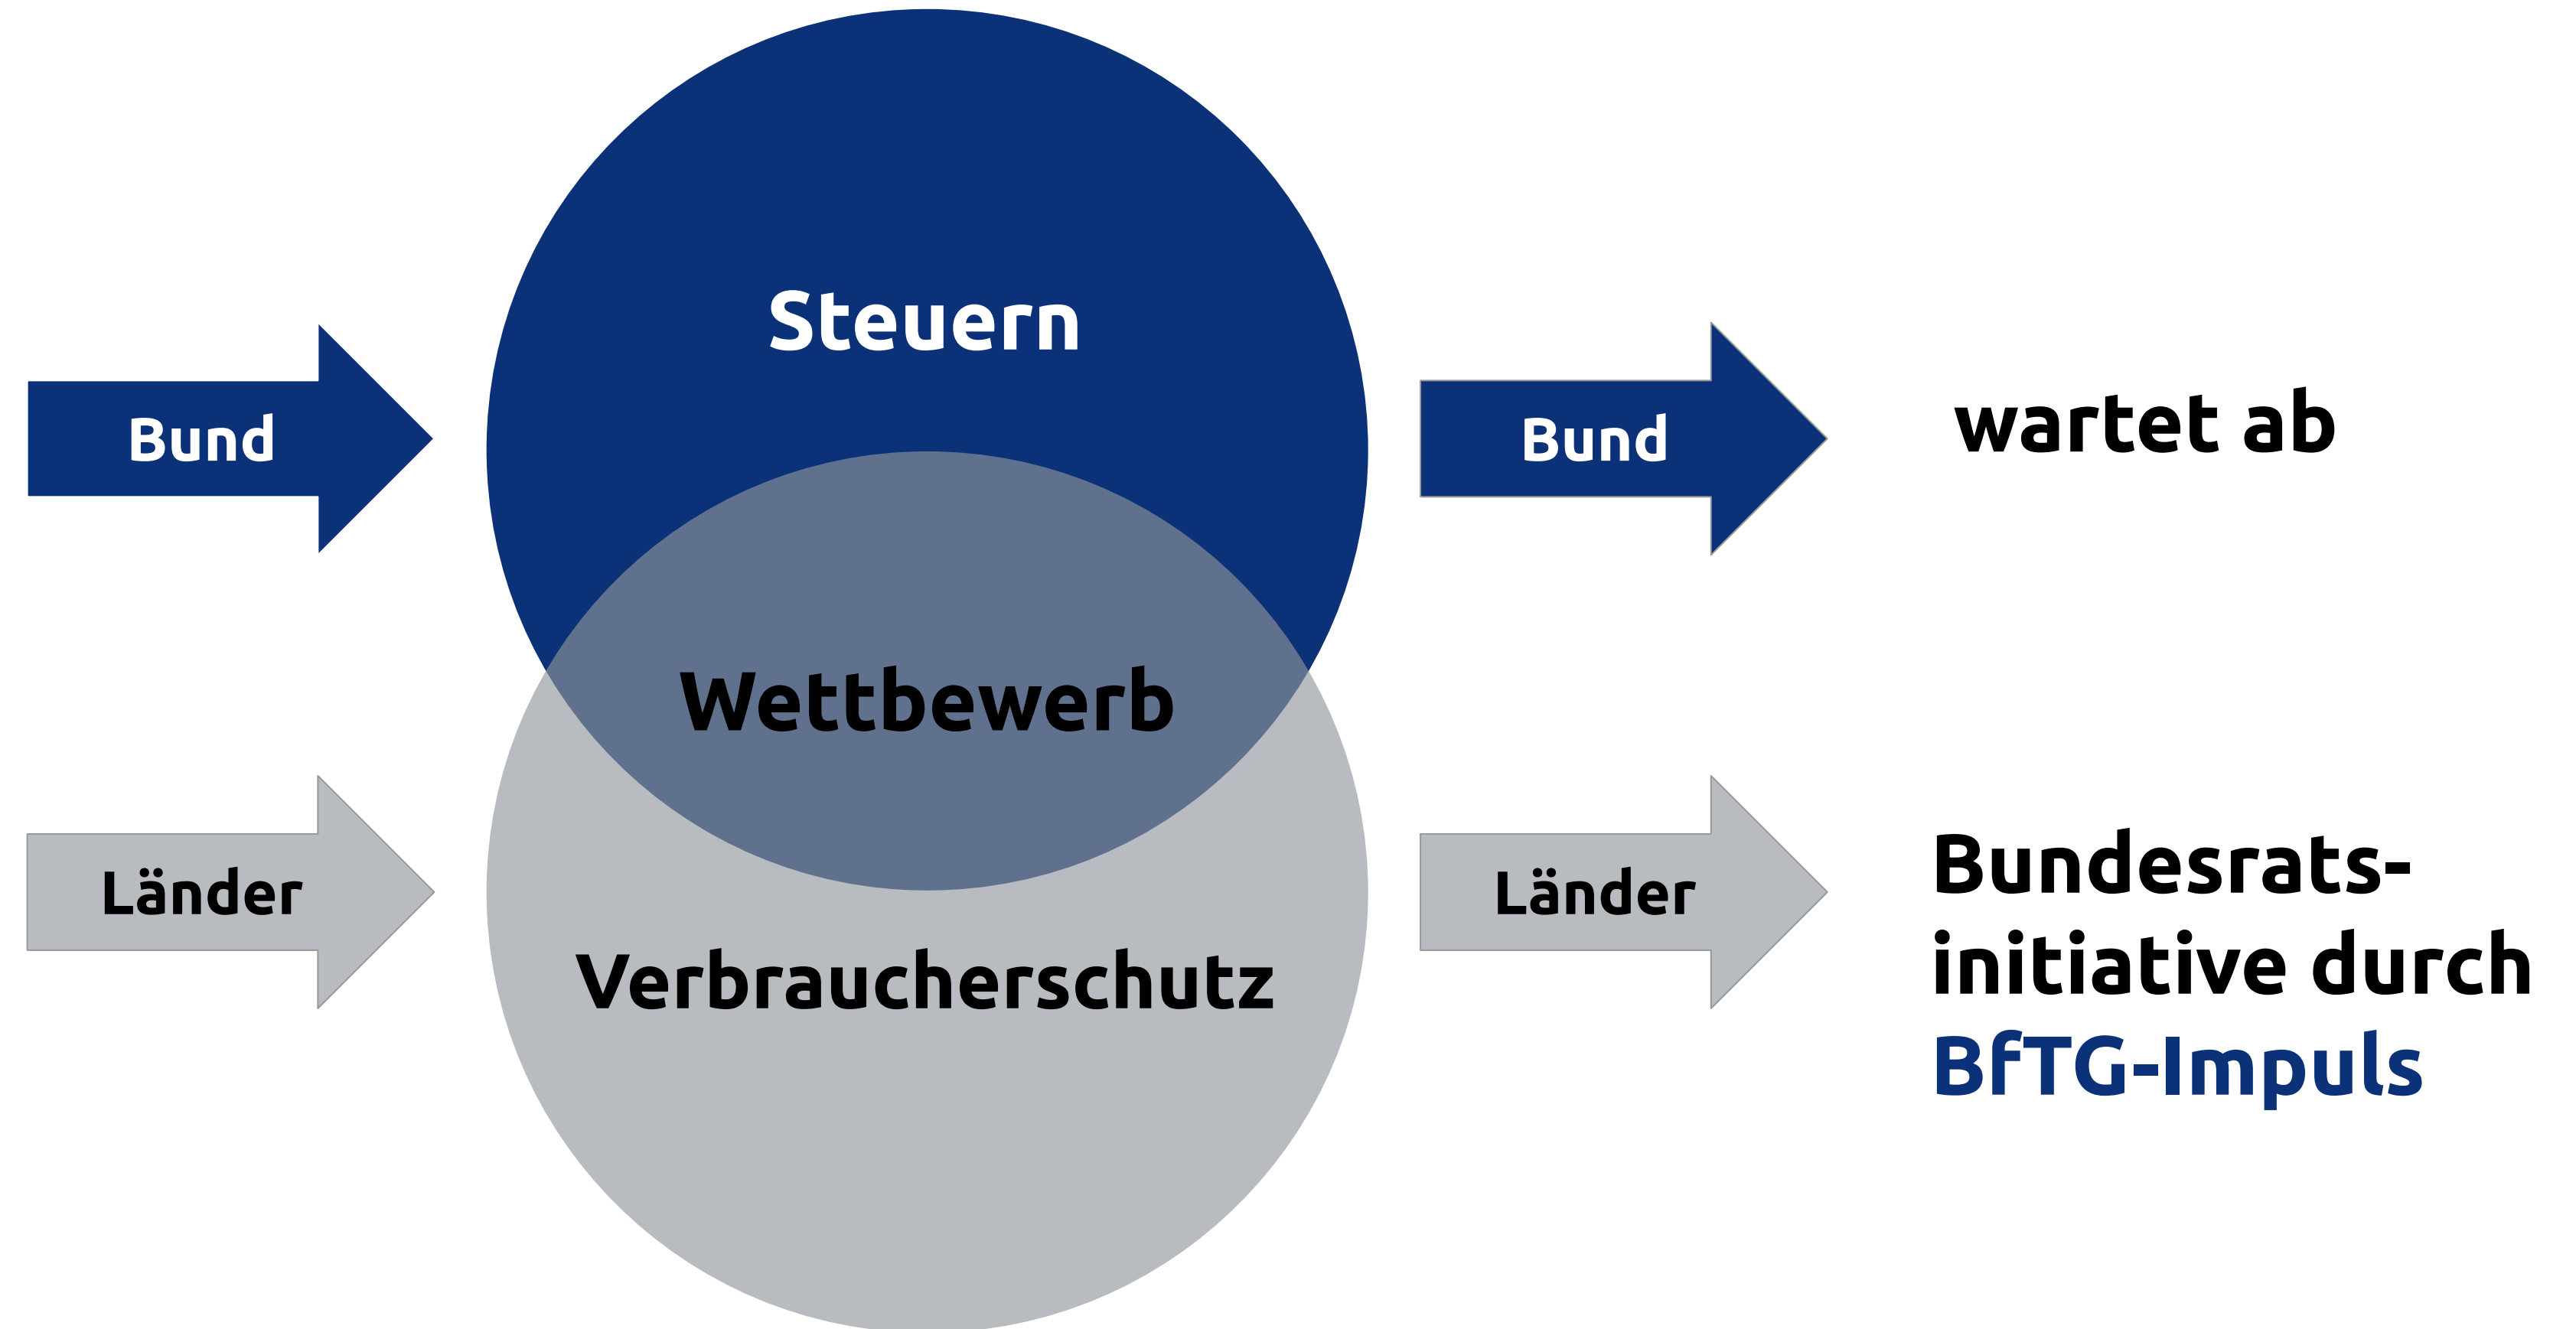 Steuern
Bund
Bund
wartet ab
Wettbewerb
Länder
Länder
Verbraucherschutz
Bundesrats-
initiative durch
BfTG-Impuls